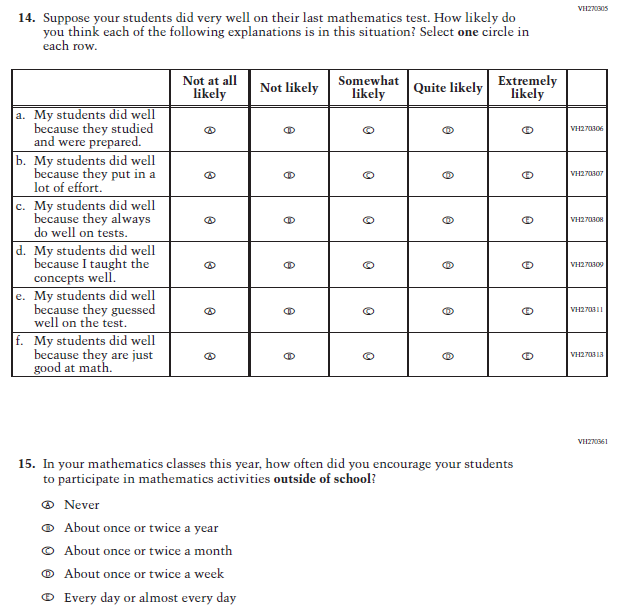 VH270305
14. Suppose your students did very well on their last mathematics test. How likely do
you think each of the following explanations is in this situation? Select one circle in
each row.
Not at all
likely
Not likely
Somewhat
likely
Quite likely
Extremely
likely
a. My students did well
because they studied
and were prepared.
A B C D E VH270306
b. My students did well
because they put in a
lot of effort.
A B C D E VH270307
c. My students did well
because they always
do well on tests.
A B C D E VH270308
d. My students did well
because I taught the
concepts well.
A B C D E VH270309
e. My students did well
because they guessed
well on the test.
A B C D E VH270311
f. My students did well
because they are just
good at math.
A B C D E VH270313
VH270361
15. In your mathematics classes this year, how often did you encourage your students
to participate in mathematics activities outside of school?
A Never
B About once or twice a year
C About once or twice a month
D About once or twice a week
E Every day or almost every day